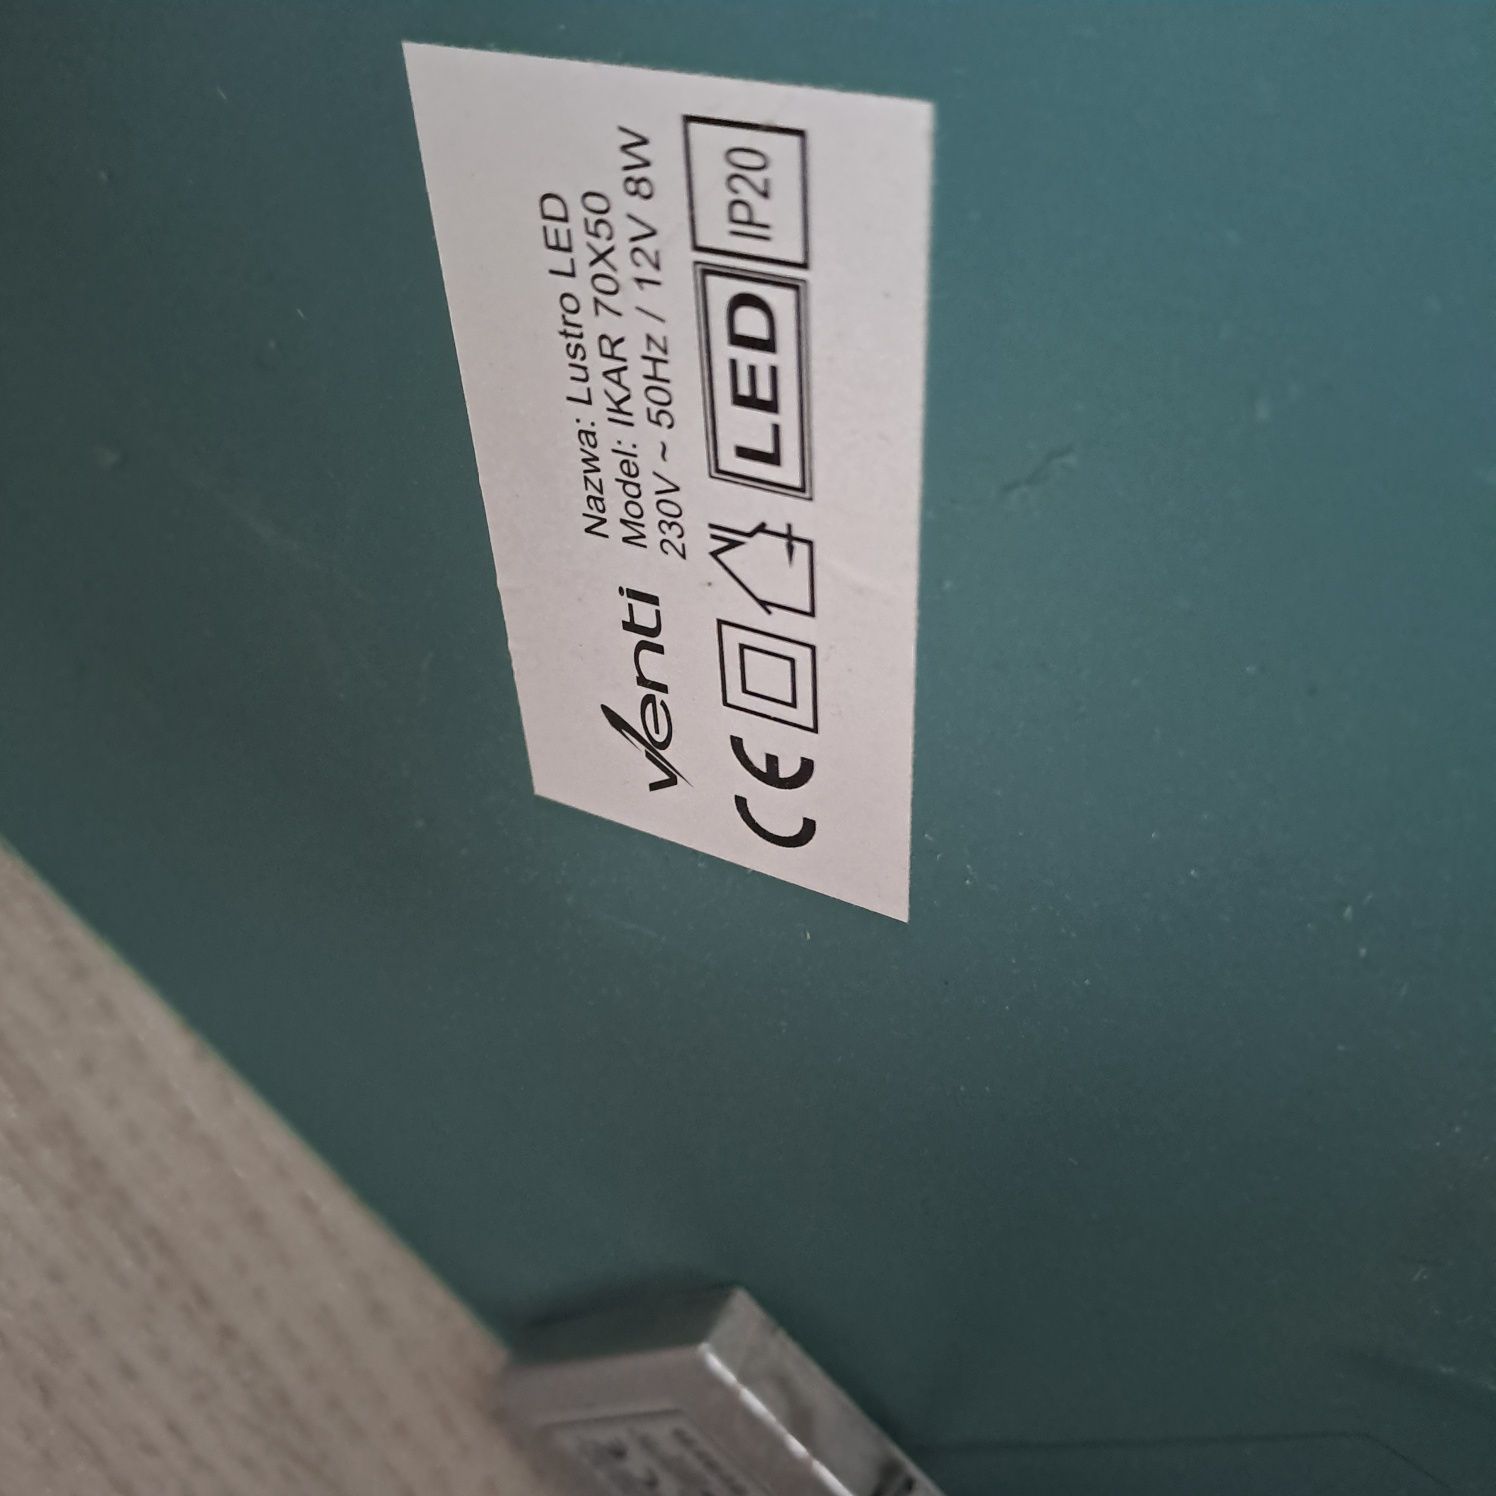 Venti
Nazwa: Lustro LED
Model: IKAR 70X50
230V ~ 50Hz / 12V 8W
CE LED IP20